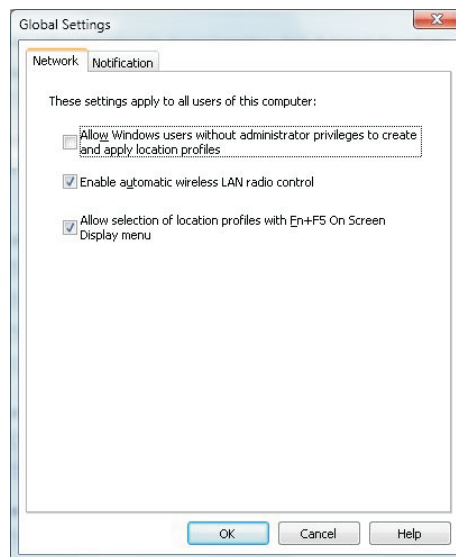 Global Settings
Network Notification
These settings apply to all users of this computer:
Allow Windows users without administrator privileges to create
and apply location profiles
Enable automatic wireless LAN radio control
Allow selection of location profiles with Fn+F5 On Screen
Display menu
OK Cancel Help